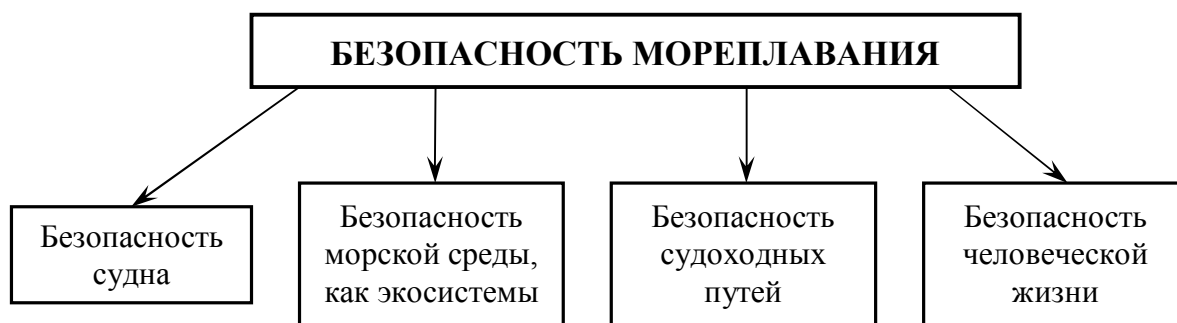 БЕЗОПАСНОСТЬ МОРЕПЛАВАНИЯ
Безопасность
судна
Безопасность
морской среды,
как экосистемы
Безопасность
судоходных
путей
Безопасность
человеческой
жизни